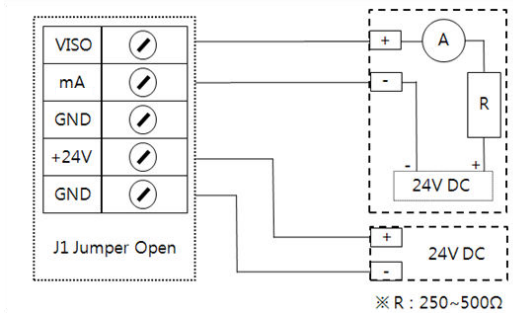 VISO
mA
GND
+24V
GND
J1 Jumper Open
+
A
-
R
- +
24V DC
+
24V DC
-
※ R : 250~500Ω